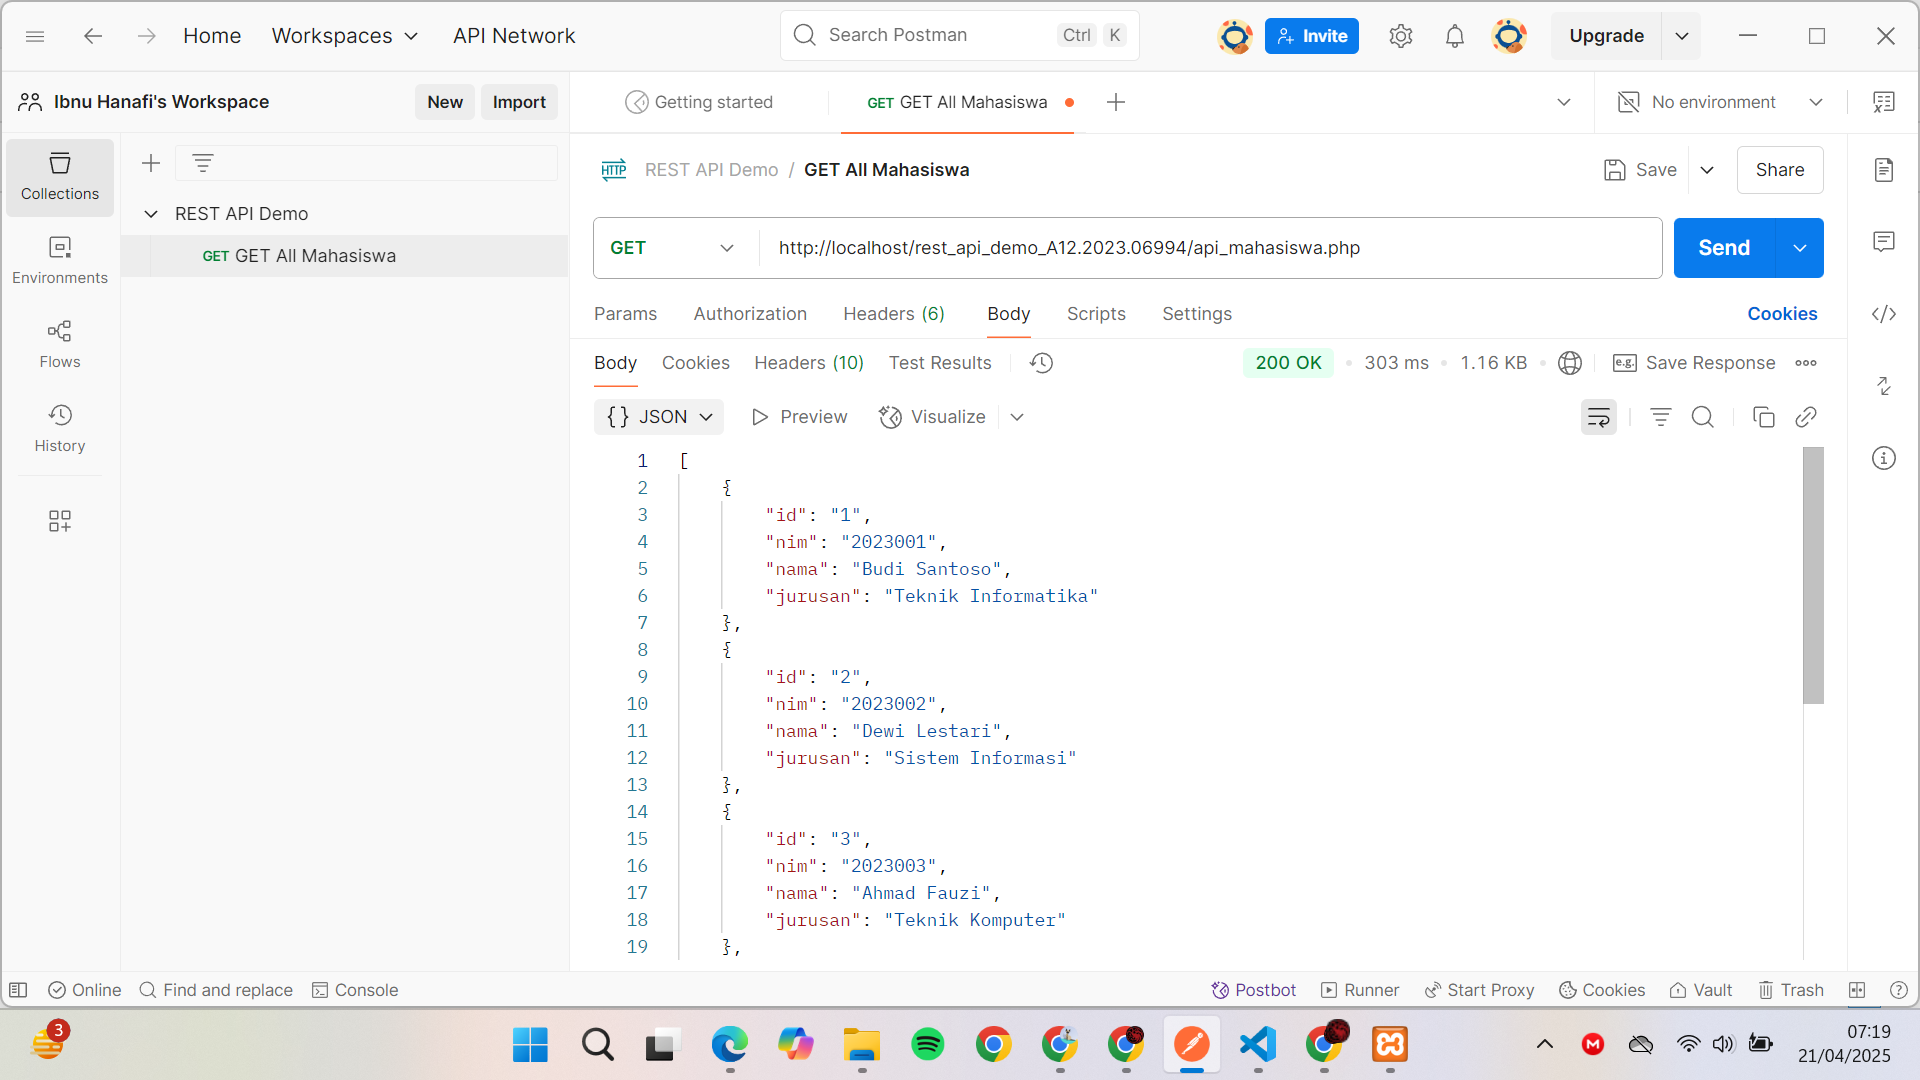 Home
Workspaces
API Network
Search Postman
Ctrl K
Invite
Upgrade
Ibnu Hanafi's Workspace
New
Import
Getting started
GET GET All Mahasiswa
No environment
Collections
Environments
Flows
History
REST API Demo
GET GET All Mahasiswa
HTTP REST API Demo / GET All Mahasiswa
Save
Share
GET
http://localhost/rest_api_demo_A12.2023.06994/api_mahasiswa.php
Send
Params Authorization Headers (6) Body Scripts Settings
Cookies
Body Cookies Headers (10) Test Results
200 OK • 303 ms • 1.16 KB •
e.g. Save Response
{ } JSON
Preview
Visualize
1 [
2 {
3 "id": "1",
4 "nim": "2023001",
5 "nama": "Budi Santoso",
6 "jurusan": "Teknik Informatika"
7 },
8 {
9 "id": "2",
10 "nim": "2023002",
11 "nama": "Dewi Lestari",
12 "jurusan": "Sistem Informasi"
13 },
14 {
15 "id": "3",
16 "nim": "2023003",
17 "nama": "Ahmad Fauzi",
18 "jurusan": "Teknik Komputer"
19 },
Online
Find and replace
Console
Postbot
Runner
Start Proxy
Cookies
Vault
Trash
3
M
07:19
21/04/2025